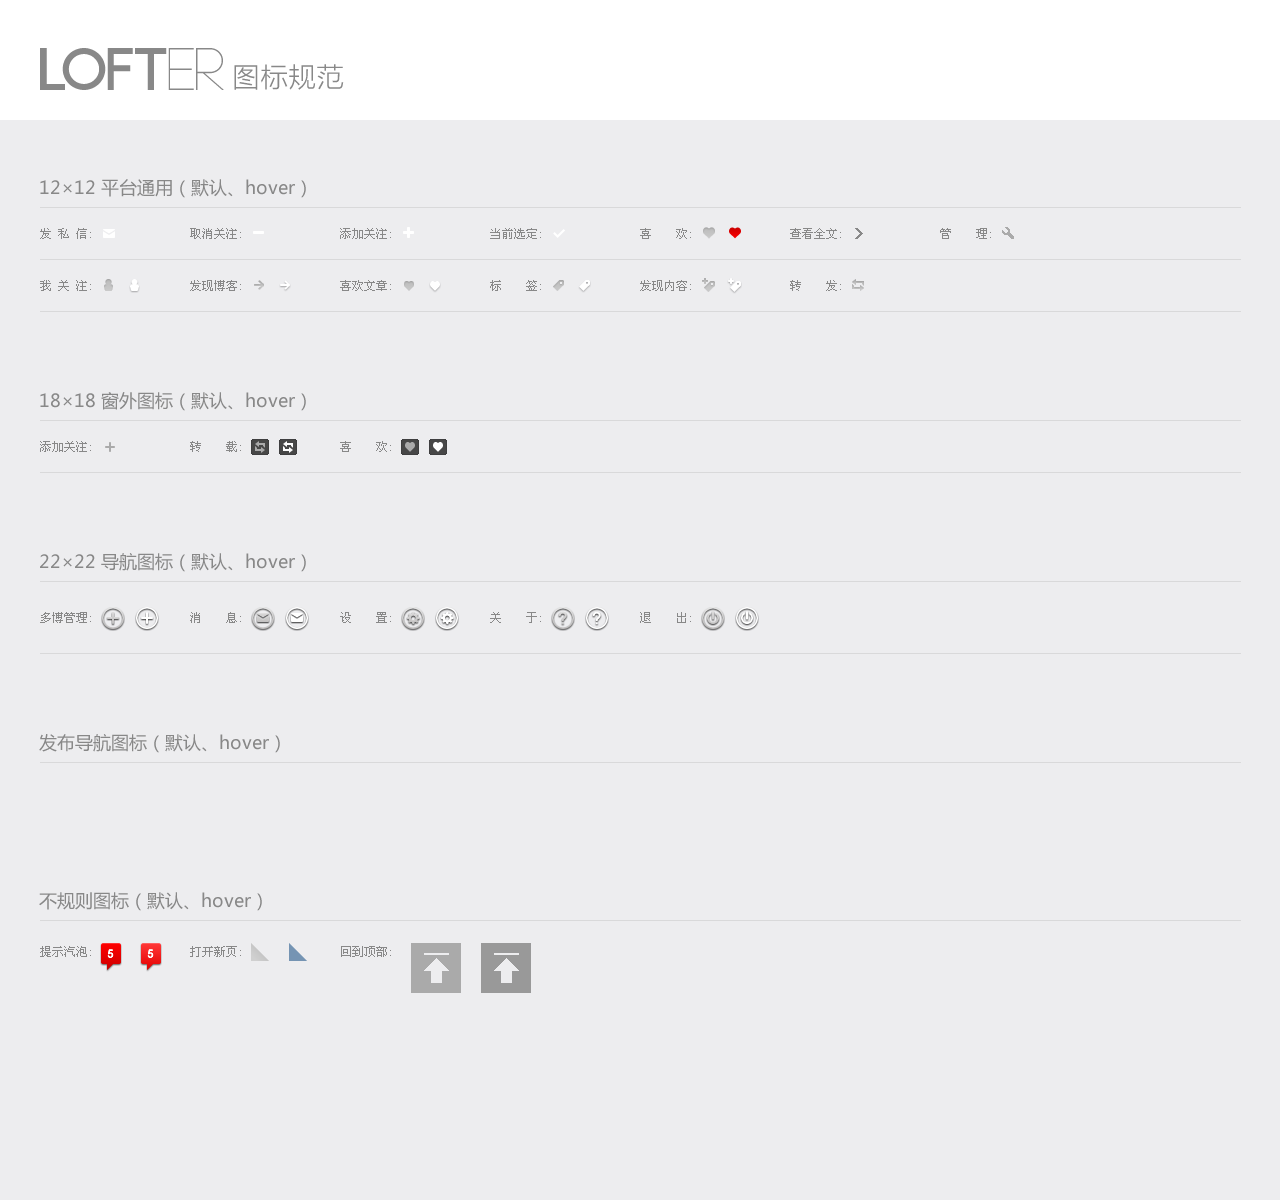 LOFTER 图标规范
12×12 平台通用（默认、hover）
发 私 信： 取消关注： 添加关注： 当前选定： 喜 欢： 查看全文： 管 理：
我 关 注： 发现博客： 喜欢文章： 标 签： 发现内容： 转 发：
18×18 窗外图标（默认、hover）
添加关注： 转 载： 喜 欢：
22×22 导航图标（默认、hover）
多博管理： 消 息： 设 置： 关 于： 退 出：
发布导航图标（默认、hover）
不规则图标（默认、hover）
提示汽泡： 5 5 打开新页： 回到顶部：